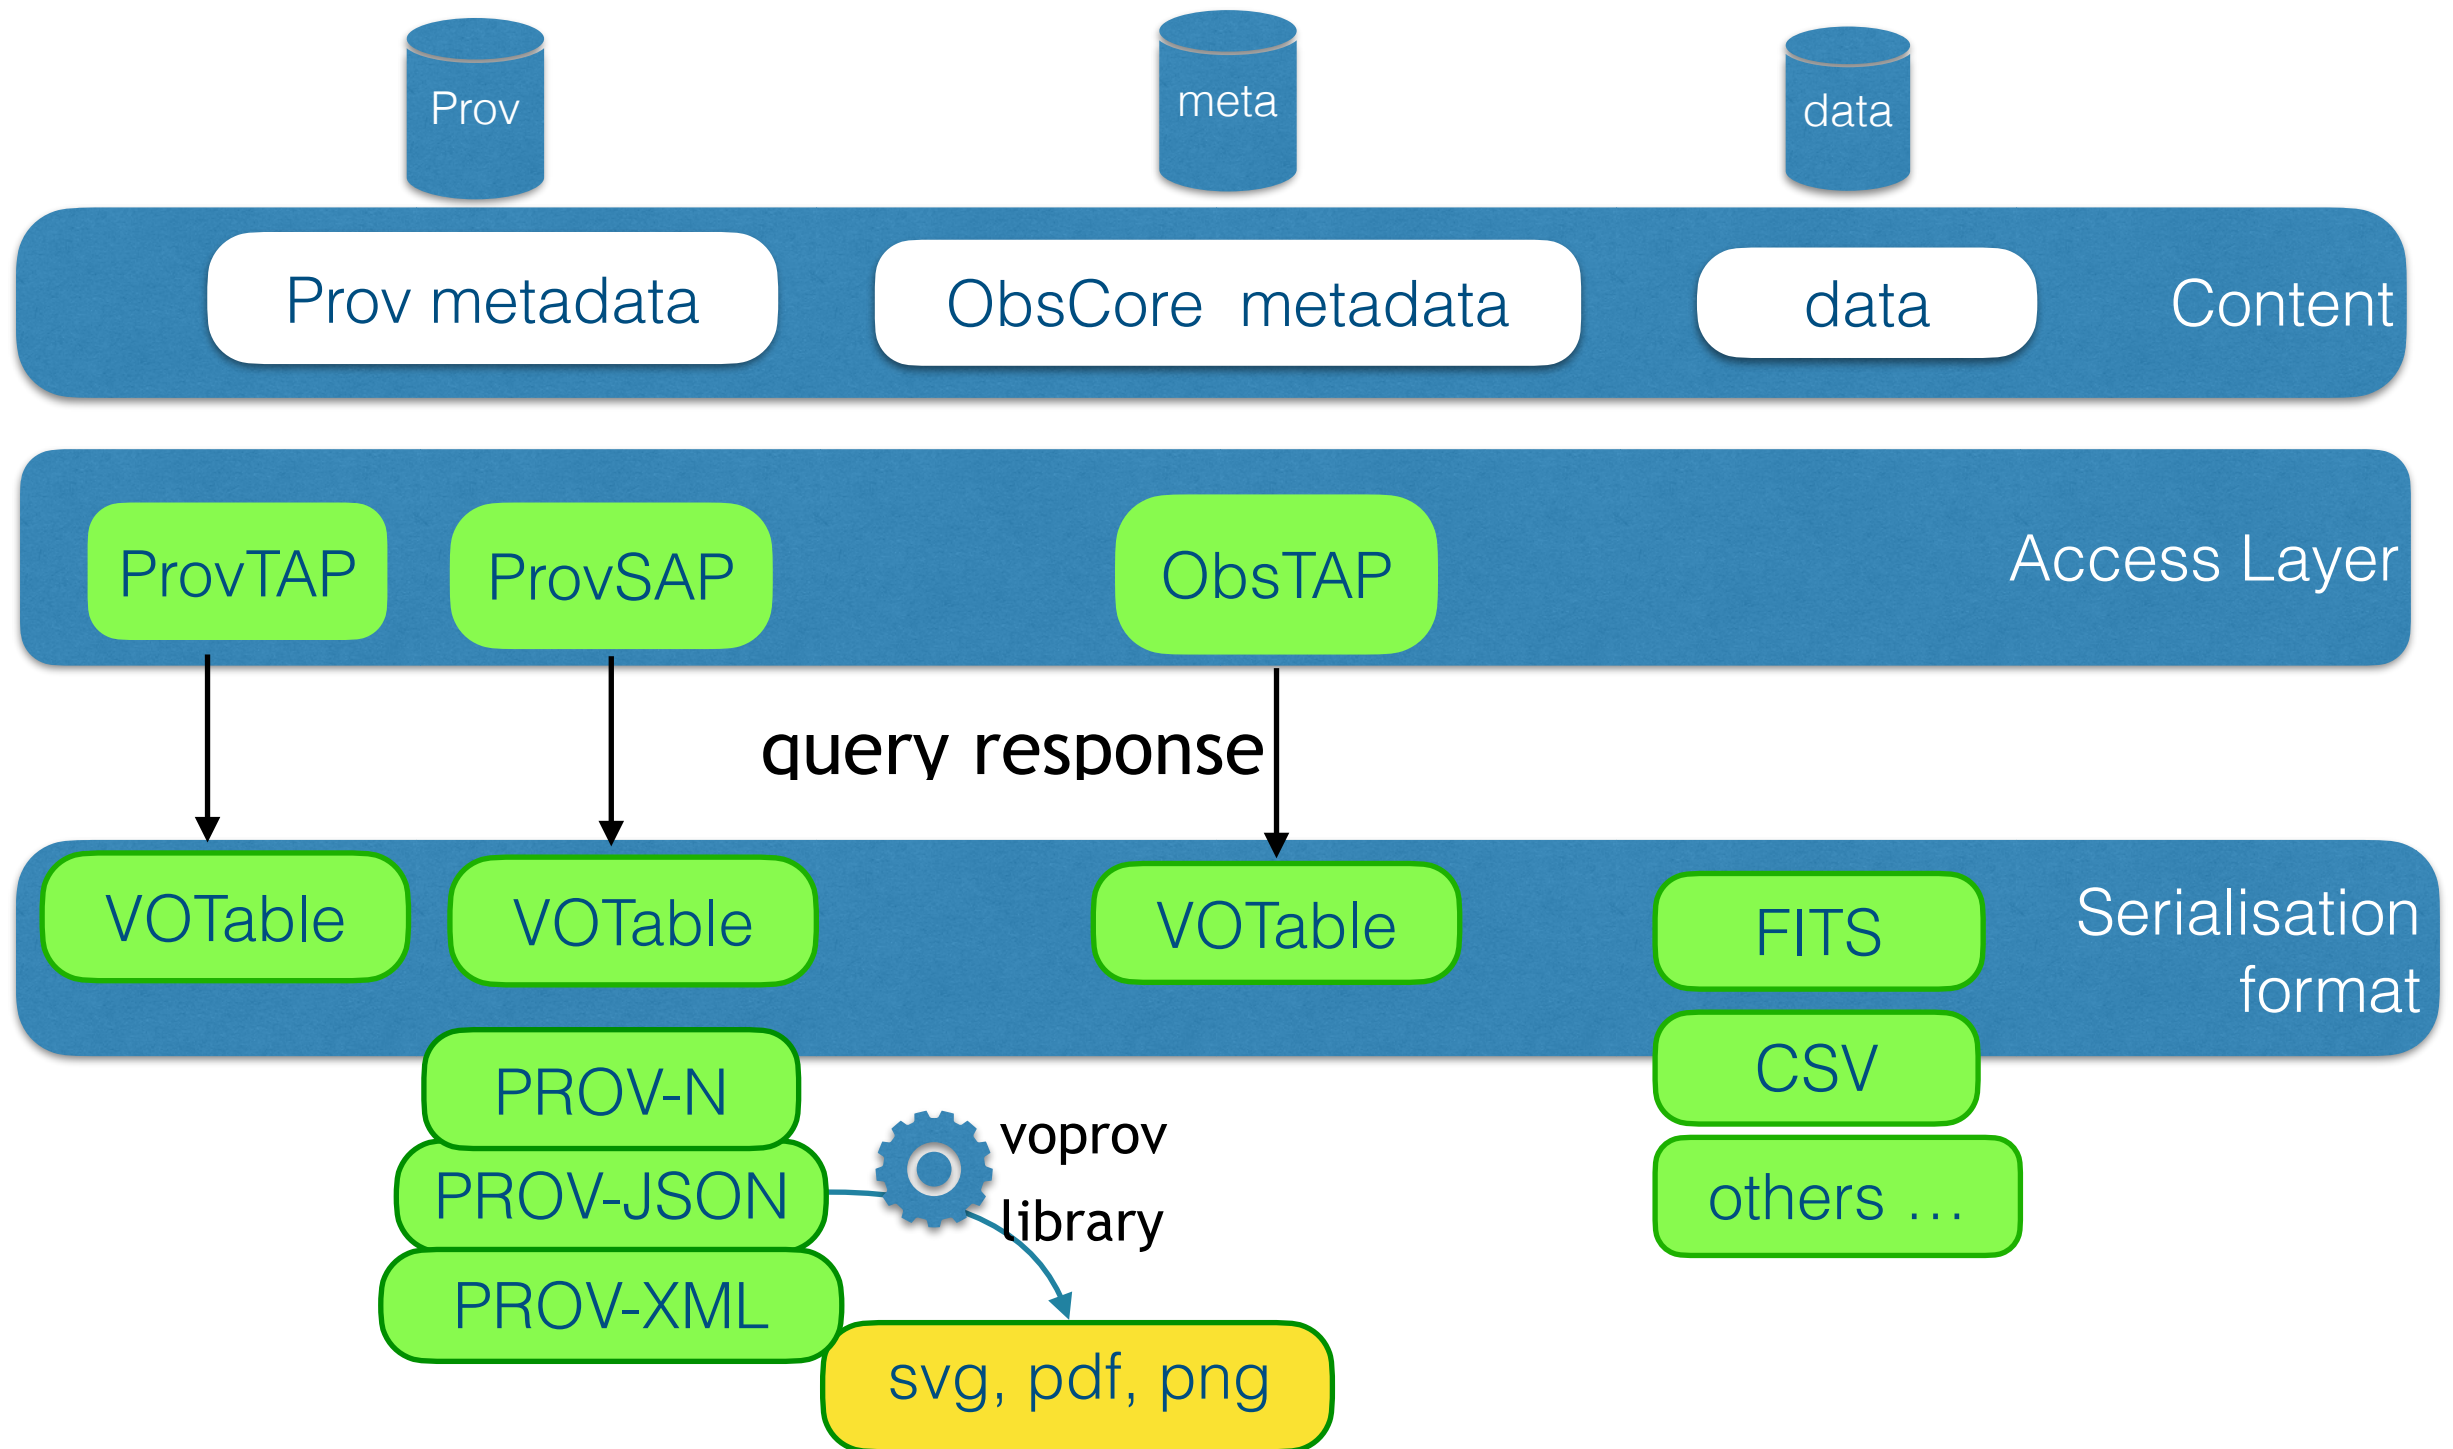 Prov
meta
data
Prov metadata
ObsCore metadata
data
Content
ProvTAP
ProvSAP
ObsTAP
Access Layer
query response
VOTable
VOTable
VOTable
FITS
Serialisation
format
PROV-N
CSV
PROV-JSON
voprov
library
others ...
PROV-XML
svg, pdf, png